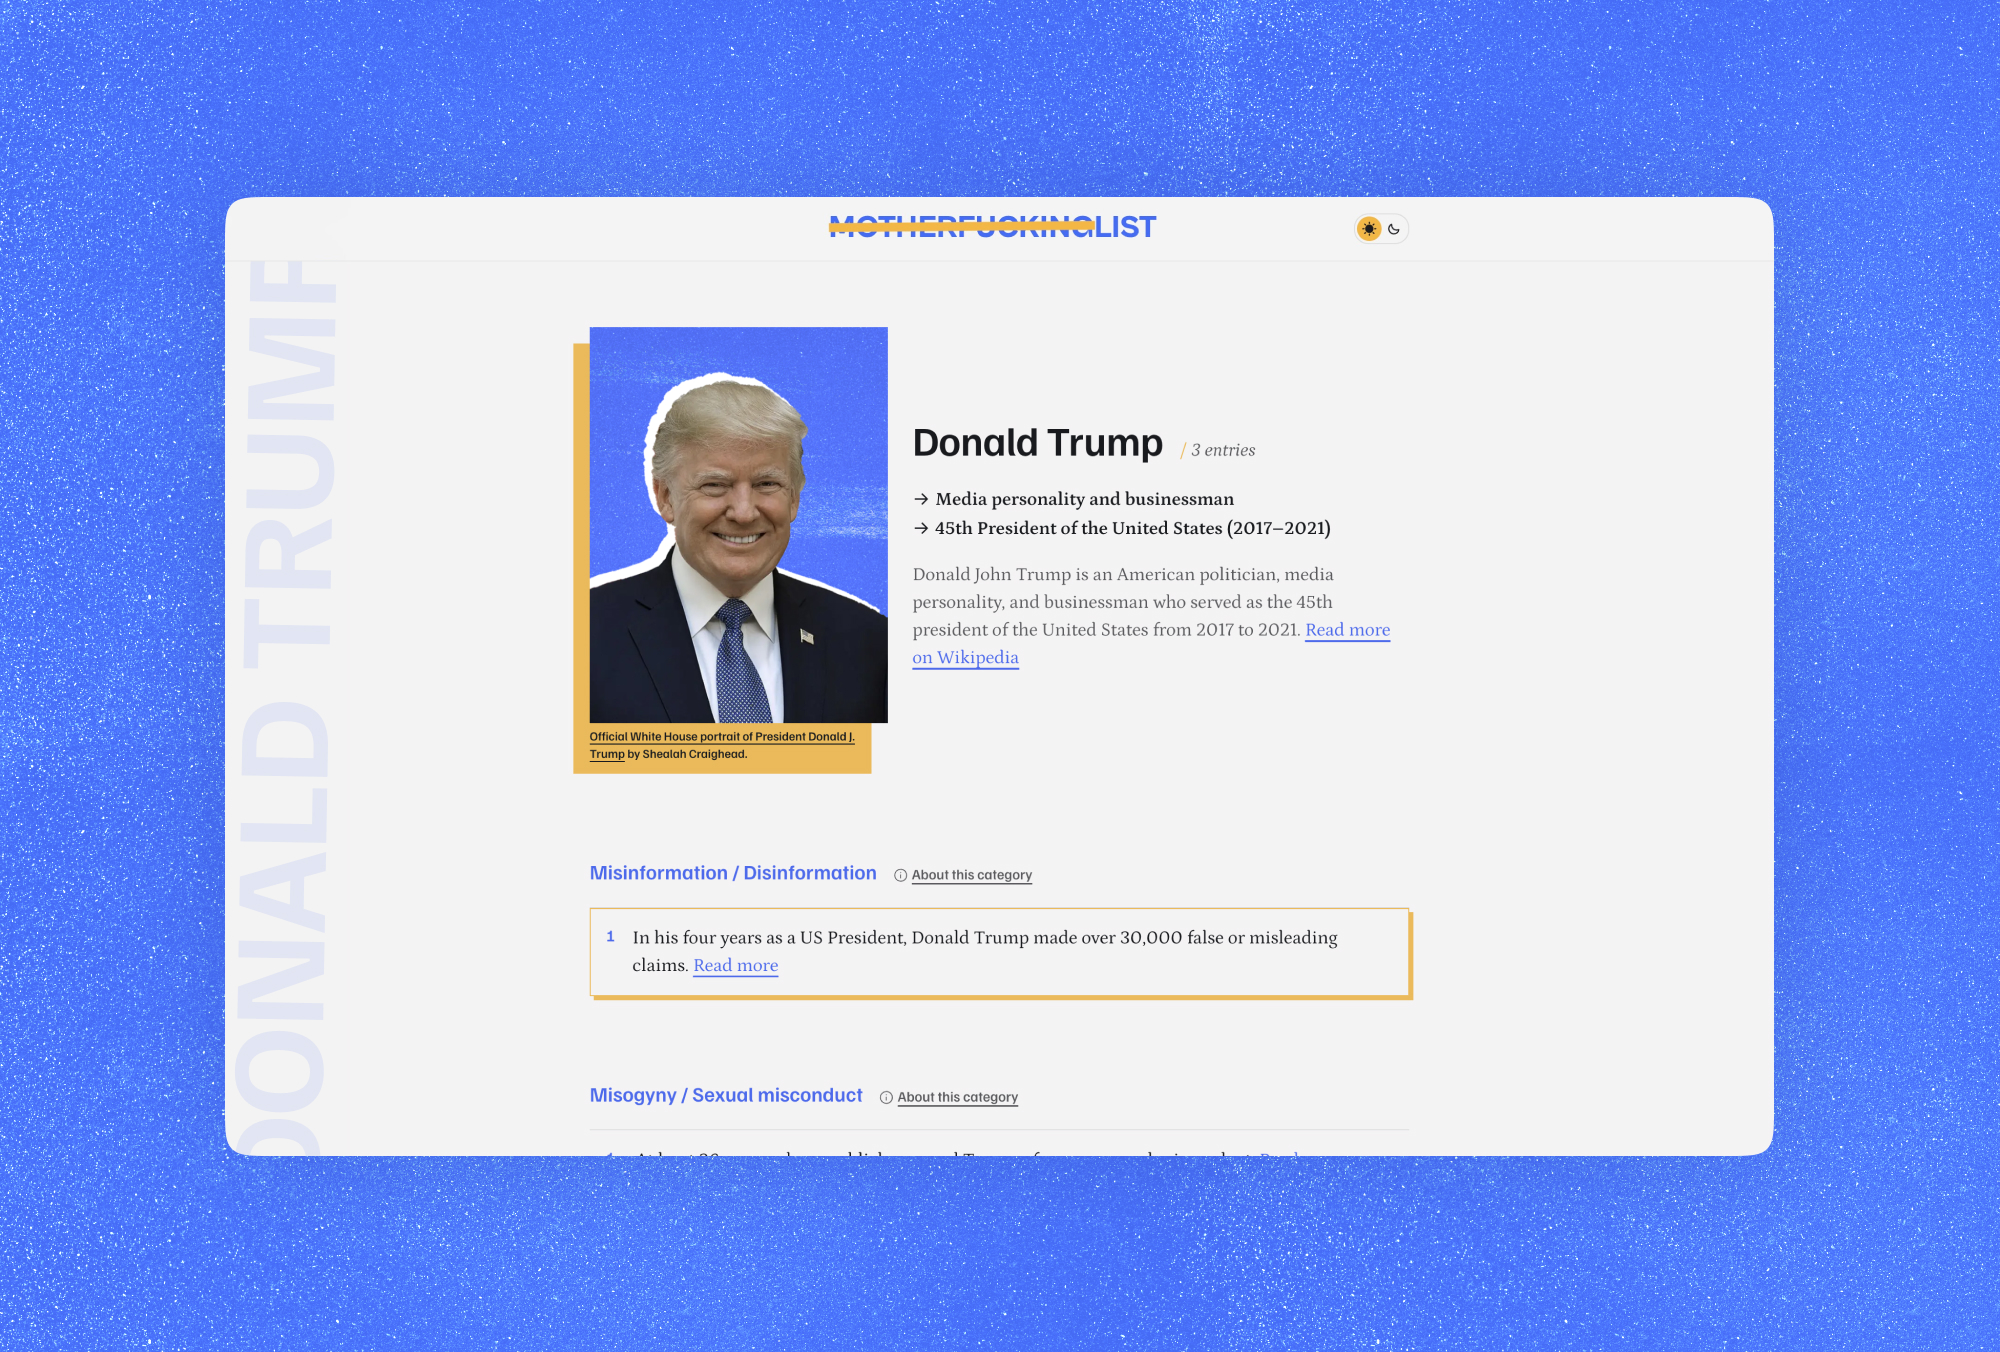 MOTHERFUCKINGLIST
DONALD TRUMP
Donald Trump / 3 entries
→ Media personality and businessman
→ 45th President of the United States (2017–2021)
Donald John Trump is an American politician, media
personality, and businessman who served as the 45th
president of the United States from 2017 to 2021. Read more
on Wikipedia
Official White House portrait of President Donald J.
Trump by Shealah Craighead.
Misinformation / Disinformation About this category
1 In his four years as a US President, Donald Trump made over 30,000 false or misleading
claims. Read more
Misogyny / Sexual misconduct About this category